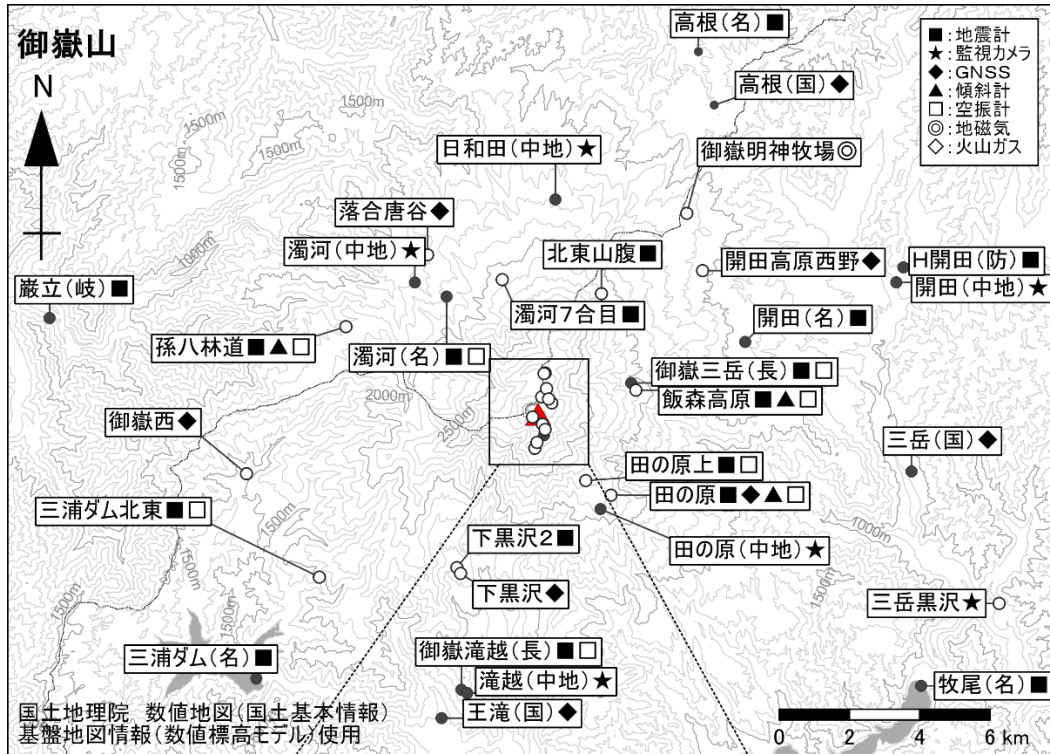 御嶽山
N
高根(名)■
高根(国)◆
■:地震計
★:監視カメラ
◆:GNSS
▲:傾斜計
□:空振計
◎:地磁気
◇:火山ガス
日和田(中地)★
御嶽明神牧場◎
落合唐谷◆
濁河(中地)★
北東山腹■
開田高原西野◆
H開田(防)■
開田(中地)★
巌立(岐)■
濁河7合目■
開田(名)■
孫八林道■▲□
濁河(名)■□
御嶽三岳(長)■□
飯森高原■▲□
御嶽西◆
三岳(国)◆
田の原上■□
田の原■◆▲□
三浦ダム北東■□
田の原(中地)★
下黒沢2■
下黒沢◆
三岳黒沢★
御嶽滝越(長)■□
三浦ダム(名)■
滝越(中地)★
牧尾(名)■
王滝(国)◆
国土地理院 数値地図(国土基本情報)
基盤地図情報(数値標高モデル)使用
0 2 4 6 km
1500m
1500m
1500m
1500m
1000m
2000m
2500m
1500m
1500m
1500m
1500m
1000m
1500m